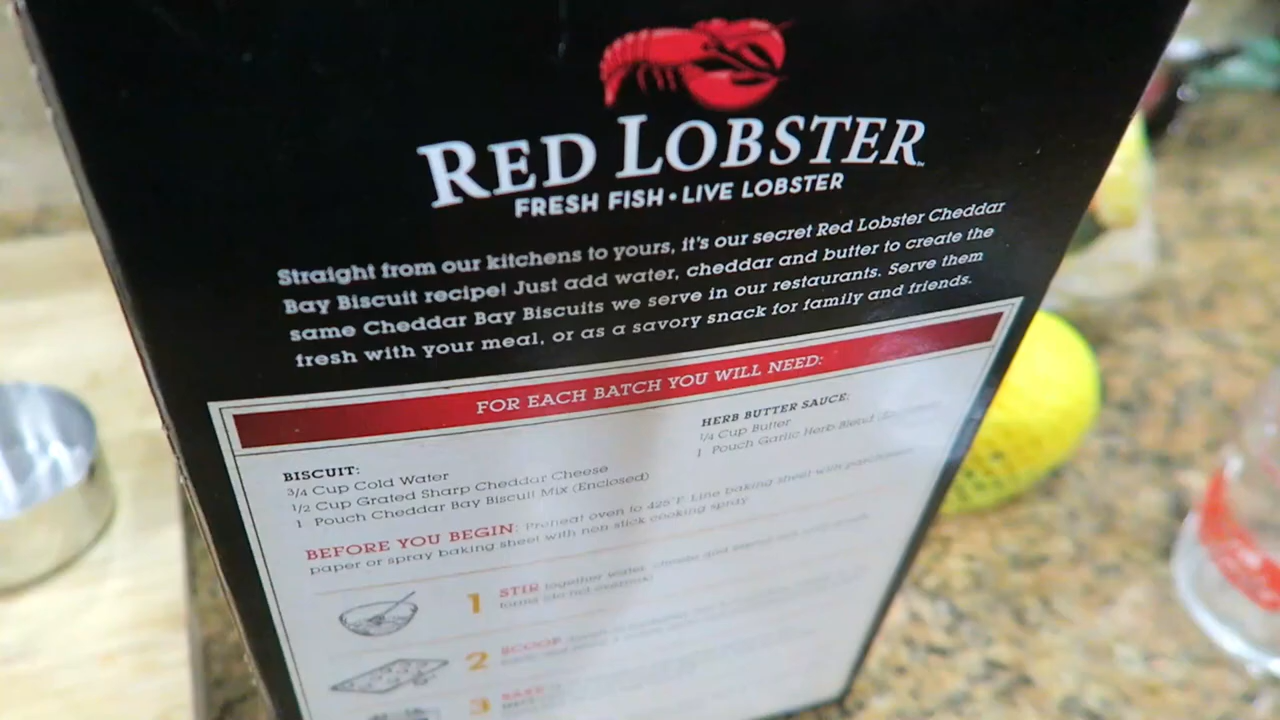 RED LOBSTER
FRESH FISH • LIVE LOBSTER
Straight from our kitchens to yours, it's our secret Red Lobster Cheddar
Bay Biscuit recipe! Just add water, cheddar and butter to create the
same Cheddar Bay Biscuits we serve in our restaurants. Serve them
fresh with your meal, or as a savory snack for family and friends.
FOR EACH BATCH YOU WILL NEED:
BISCUIT:
3/4 Cup Cold Water
1/2 Cup Grated Sharp Cheddar Cheese
1 Pouch Cheddar Bay Biscuit Mix (Enclosed)
HERB BUTTER SAUCE:
1/4 Cup Butter
1 Pouch Garlic Herb Blend
BEFORE YOU BEGIN: Preheat oven to 425°F. Line baking sheet with parchment
paper or spray baking sheet with non stick cooking spray
1 STIR together water, cheese and
2 SCOOP
3 BAKE